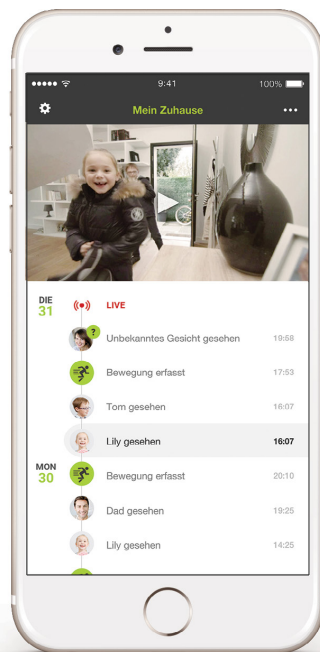 9:41
100%
Mein Zuhause
DIE
31
LIVE
?
Unbekanntes Gesicht gesehen
19:58
Bewegung erfasst
17:53
Tom gesehen
16:07
Lily gesehen
16:07
MON
30
Bewegung erfasst
20:10
Dad gesehen
19:25
Lily gesehen
14:25